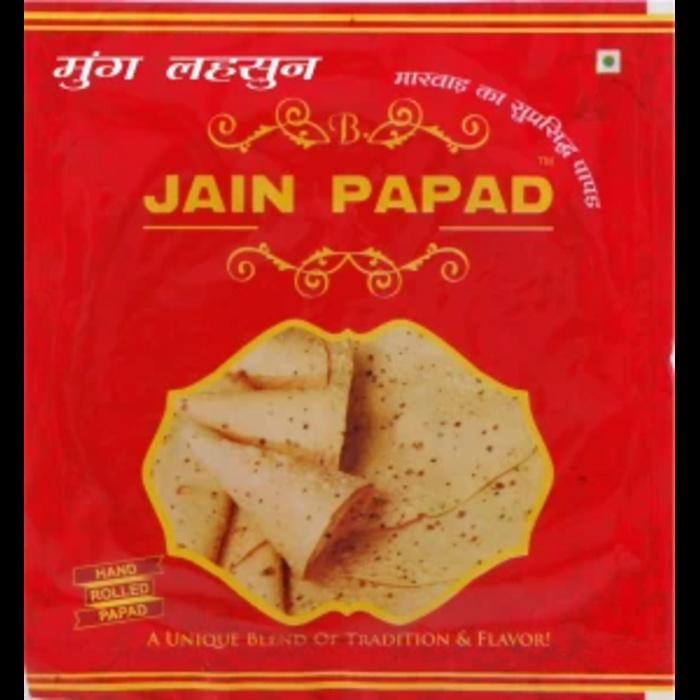 मुंग लहसुन
मारवाड़ का सुप्रसिद्ध पापड़
B.
JAIN PAPAD
TM
HAND
ROLLED
PAPAD
A UNIQUE BLEND OF TRADITION & FLAVOR!